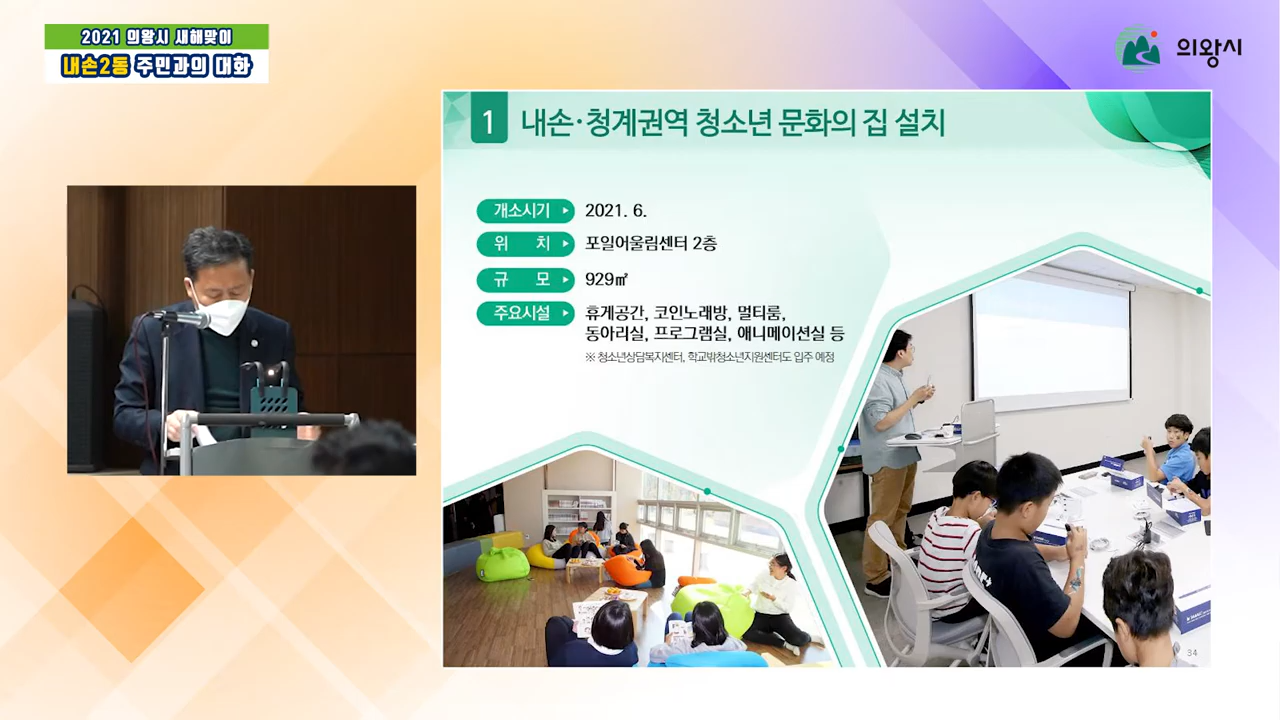 2021 의왕시 새해맞이
내손2동 주민과의 대화
의왕시
1 내손·청계권역 청소년 문화의 집 설치
개소시기 2021. 6.
위 치 포일어울림센터 2층
규 모 929㎡
주요시설 휴게공간, 코인노래방, 멀티룸,
동아리실, 프로그램실, 애니메이션실 등
※ 청소년상담복지센터, 학교밖청소년지원센터도 입주 예정
34